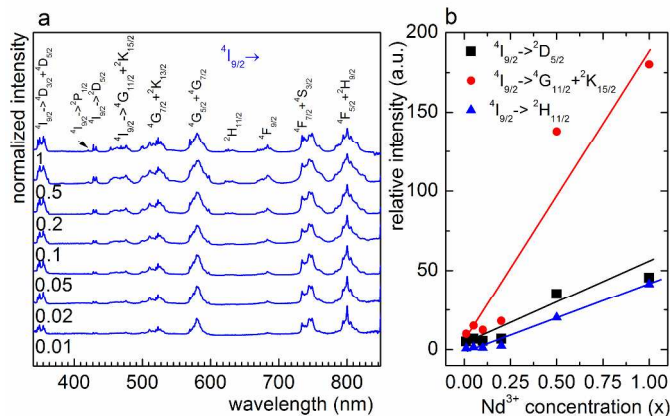 a
normalized intensity
⁴I₉/₂→
⁴I₉/₂->⁴D₃/₂+⁴D₅/₂
⁴I₉/₂->²P₁/₂
⁴I₉/₂->²D₅/₂
⁴I₉/₂->⁴G₁₁/₂+²K₁₅/₂
⁴G₇/₂+²K₁₃/₂
⁴G₅/₂+⁴G₇/₂
²H₁₁/₂
⁴F₉/₂
⁴F₇/₂+⁴S₃/₂
⁴F₅/₂+²H₉/₂
1
0.5
0.2
0.1
0.05
0.02
0.01
400 500 600 700 800
wavelength (nm)
b
relative intensity (a.u.)
200
150
100
50
0
⁴I₉/₂->²D₅/₂
⁴I₉/₂->⁴G₁₁/₂+²K₁₅/₂
⁴I₉/₂-> ²H₁₁/₂
0.00 0.25 0.50 0.75 1.00
Nd³⁺ concentration (x)